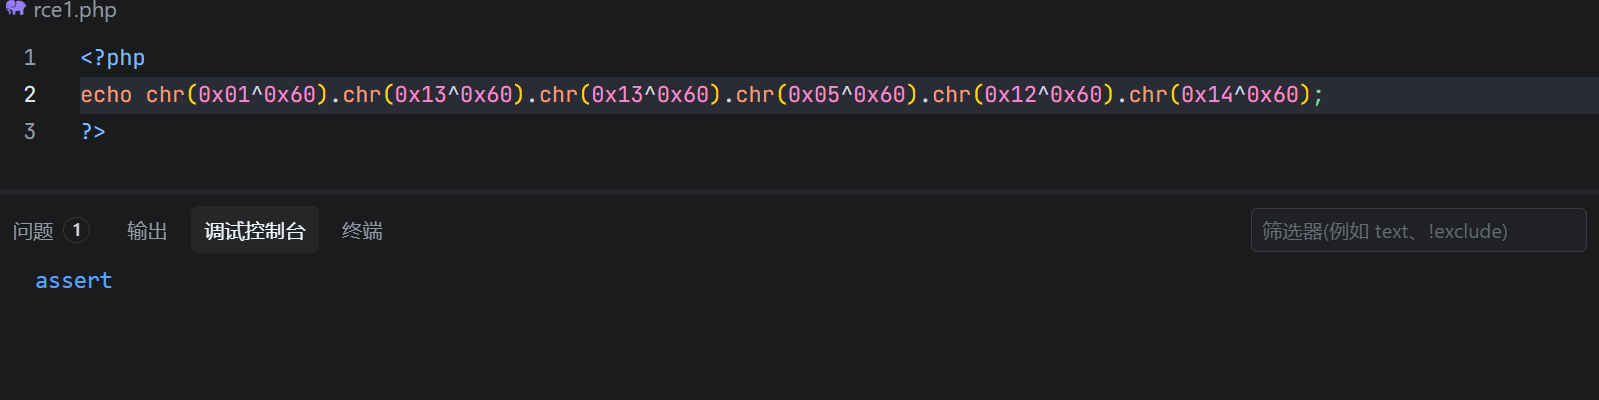 rce1.php
1 <?php
2 echo chr(0x01^0x60).chr(0x13^0x60).chr(0x13^0x60).chr(0x05^0x60).chr(0x12^0x60).chr(0x14^0x60);
3 ?>
问题 1 输出 调试控制台 终端 筛选器(例如 text、!exclude)
assert